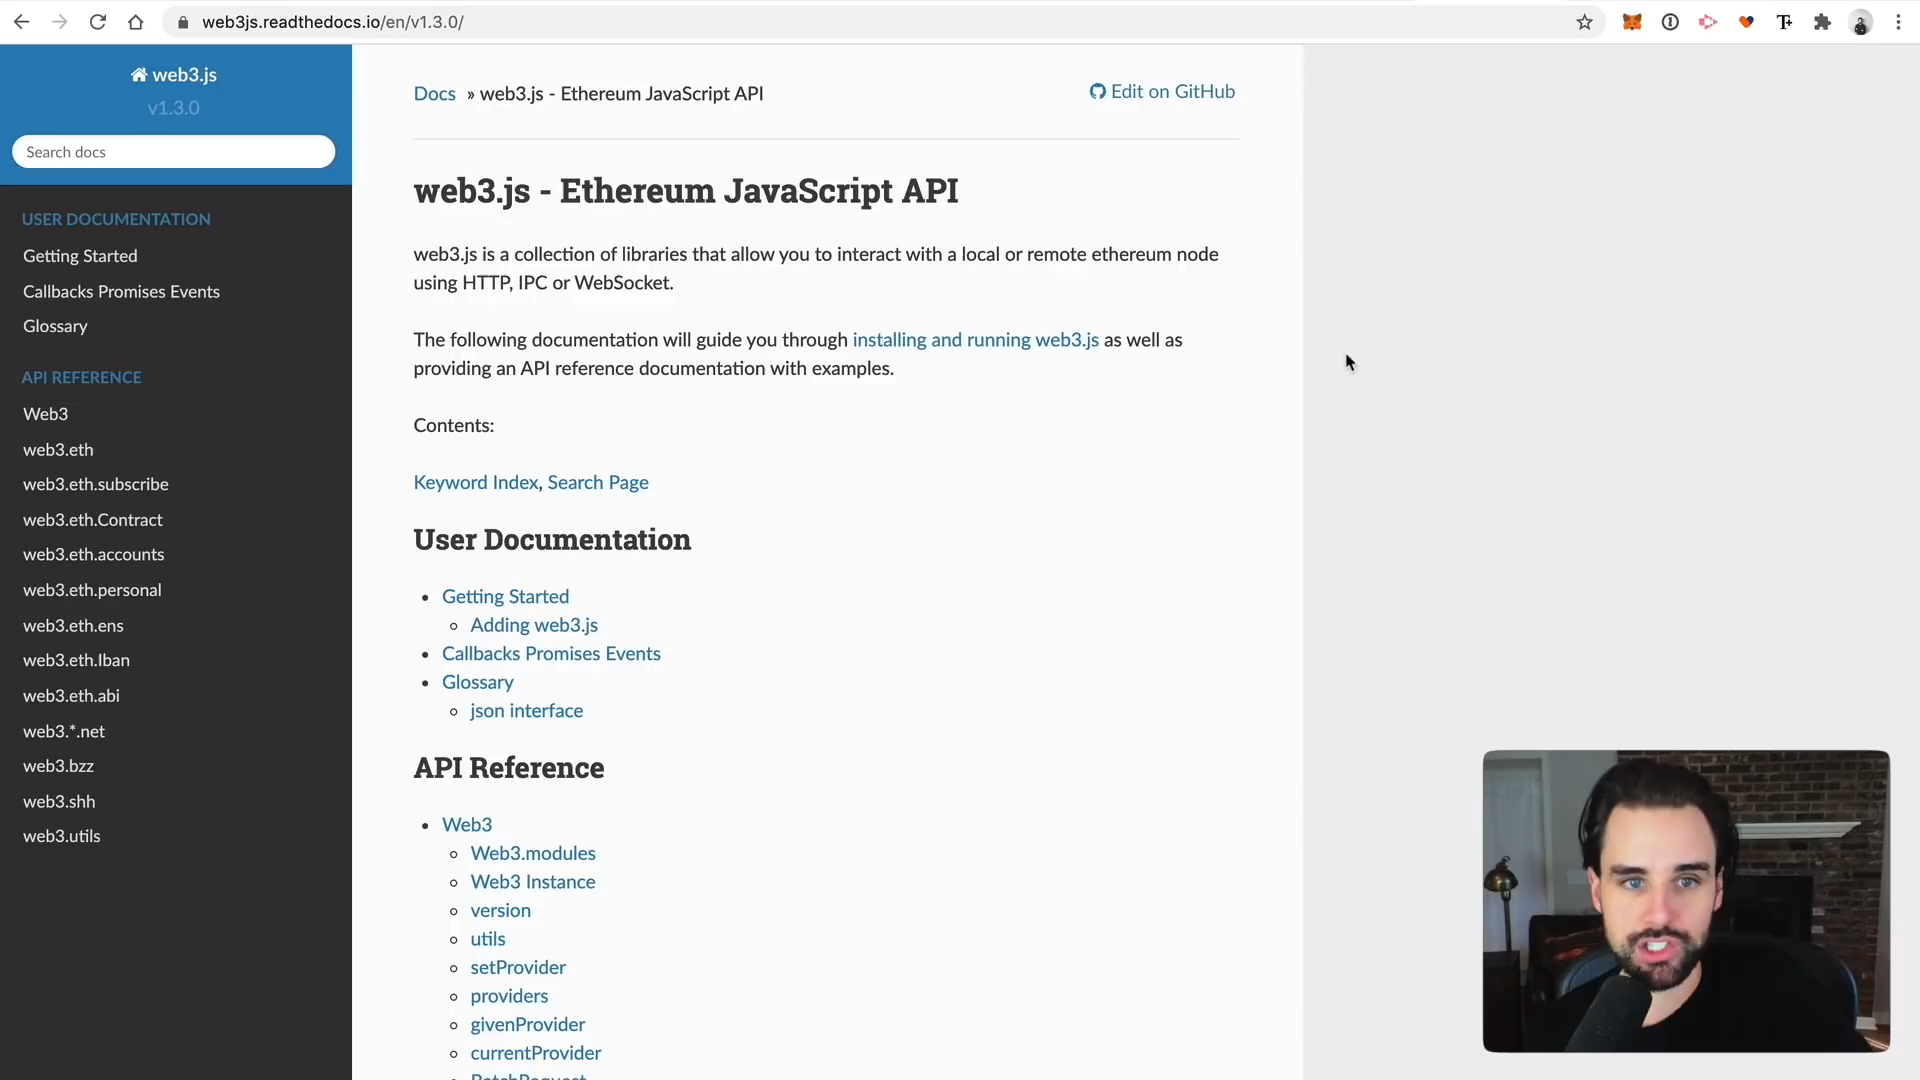 web3js.readthedocs.io/en/v1.3.0/
web3.js
v1.3.0
Search docs
USER DOCUMENTATION
Getting Started
Callbacks Promises Events
Glossary
API REFERENCE
Web3
web3.eth
web3.eth.subscribe
web3.eth.Contract
web3.eth.accounts
web3.eth.personal
web3.eth.ens
web3.eth.Iban
web3.eth.abi
web3.*.net
web3.bzz
web3.shh
web3.utils
Docs » web3.js - Ethereum JavaScript API
Edit on GitHub
web3.js - Ethereum JavaScript API
web3.js is a collection of libraries that allow you to interact with a local or remote ethereum node
using HTTP, IPC or WebSocket.
The following documentation will guide you through installing and running web3.js as well as
providing an API reference documentation with examples.
Contents:
Keyword Index, Search Page
User Documentation
• Getting Started
Adding web3.js
• Callbacks Promises Events
• Glossary
json interface
API Reference
• Web3
Web3.modules
Web3 Instance
version
utils
setProvider
providers
givenProvider
currentProvider
BatchRequest